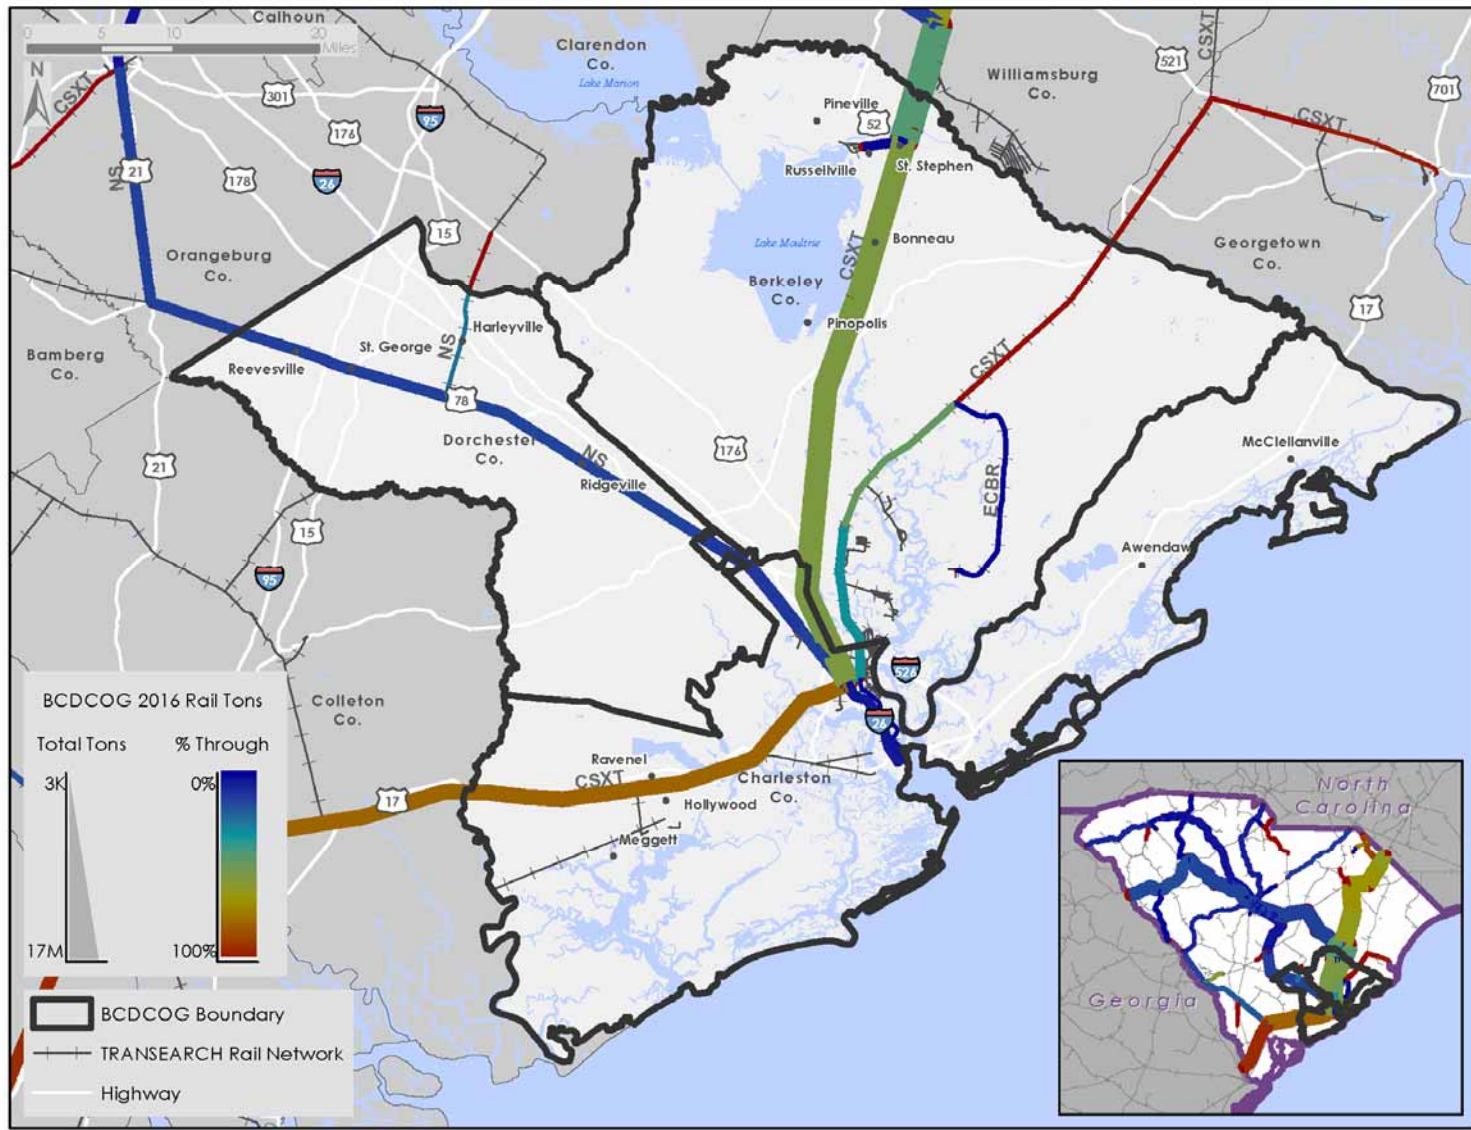 Calhoun
0 5 10 20
Miles
N
CSXT
301
176
95
21
NS
178
26
15
Orangeburg
Co.
Bamberg
Co.
Clarendon
Co.
Lake Marion
Williamsburg
Co.
CSXT
521
701
CSXT
Pineville
52
Russellville
St. Stephen
Lake Moultrie
Bonneau
CSXT
Berkeley
Co.
Pinopolis
Georgetown
Co.
17
Harleyville
St. George
NS
Reevesville
78
Dorchester
Co.
NS
Ridgeville
176
CSXT
ECBR
McClellanville
Awendaw
21
15
95
Colleton
Co.
526
26
17
Ravenel
CSXT
Hollywood
Meggett
Charleston
Co.
BCDCOG 2016 Rail Tons
Total Tons % Through
3K 0%
17M 100%
BCDCOG Boundary
TRANSEARCH Rail Network
Highway
North
Carolina
Georgia